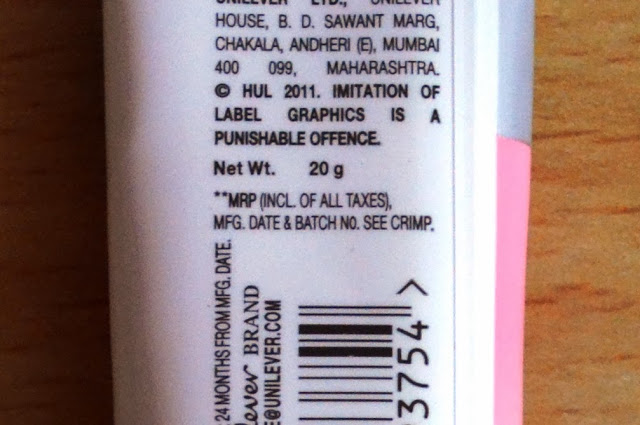 UNILEVER LTD., UNILEVER
HOUSE, B. D. SAWANT MARG,
CHAKALA, ANDHERI (E), MUMBAI
400 099, MAHARASHTRA.
© HUL 2011. IMITATION OF
LABEL GRAPHICS IS A
PUNISHABLE OFFENCE.
Net Wt. 20 g
**MRP (INCL. OF ALL TAXES),
MFG. DATE & BATCH NO. SEE CRIMP.
24 MONTHS FROM MFG. DATE.
BRAND
@UNILEVER.COM
3754 >